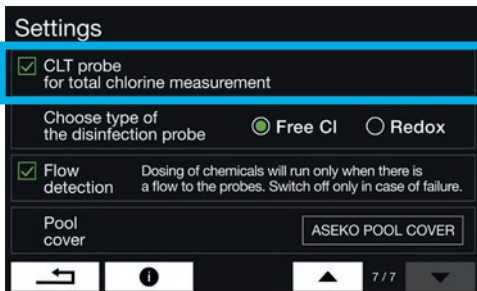 Settings
CLT probe
for total chlorine measurement
Choose type of
the disinfection probe
Free Cl
Redox
Flow
detection
Dosing of chemicals will run only when there is
a flow to the probes. Switch off only in case of failure.
Pool
cover
ASEKO POOL COVER
7/7